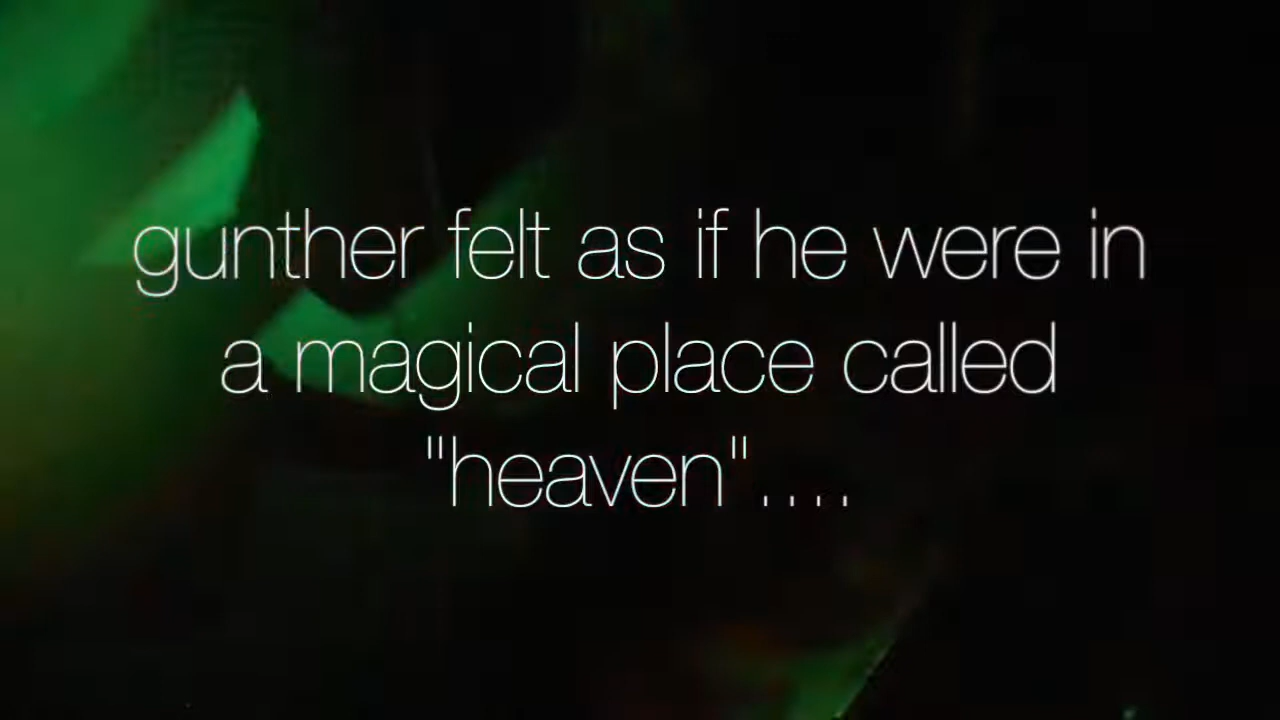 gunther felt as if he were in
a magical place called
"heaven"....